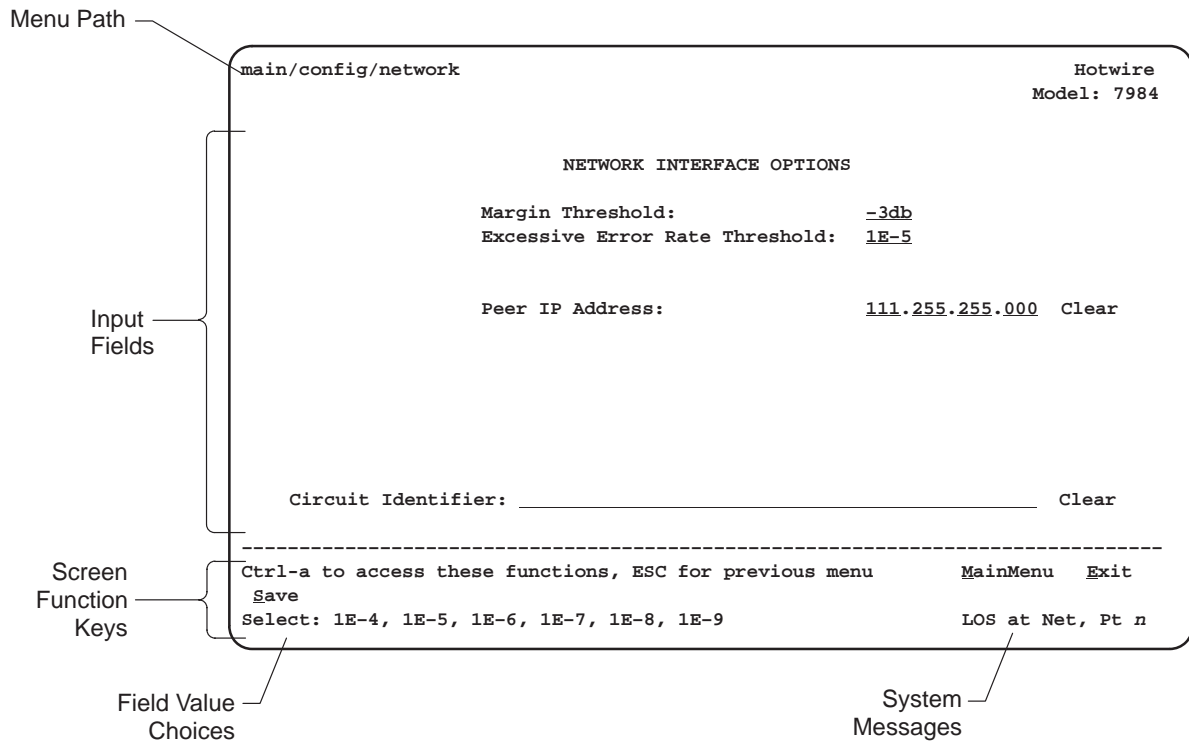 Menu Path
main/config/network Hotwire
Model: 7984
NETWORK INTERFACE OPTIONS
Margin Threshold: –3db
Excessive Error Rate Threshold: 1E–5
Peer IP Address: 111.255.255.000 Clear
Input
Fields
Circuit Identifier: Clear
Screen
Function
Keys
Ctrl–a to access these functions, ESC for previous menu MainMenu Exit
Save
Select: 1E–4, 1E–5, 1E–6, 1E–7, 1E–8, 1E–9 LOS at Net, Pt n
Field Value
Choices
System
Messages